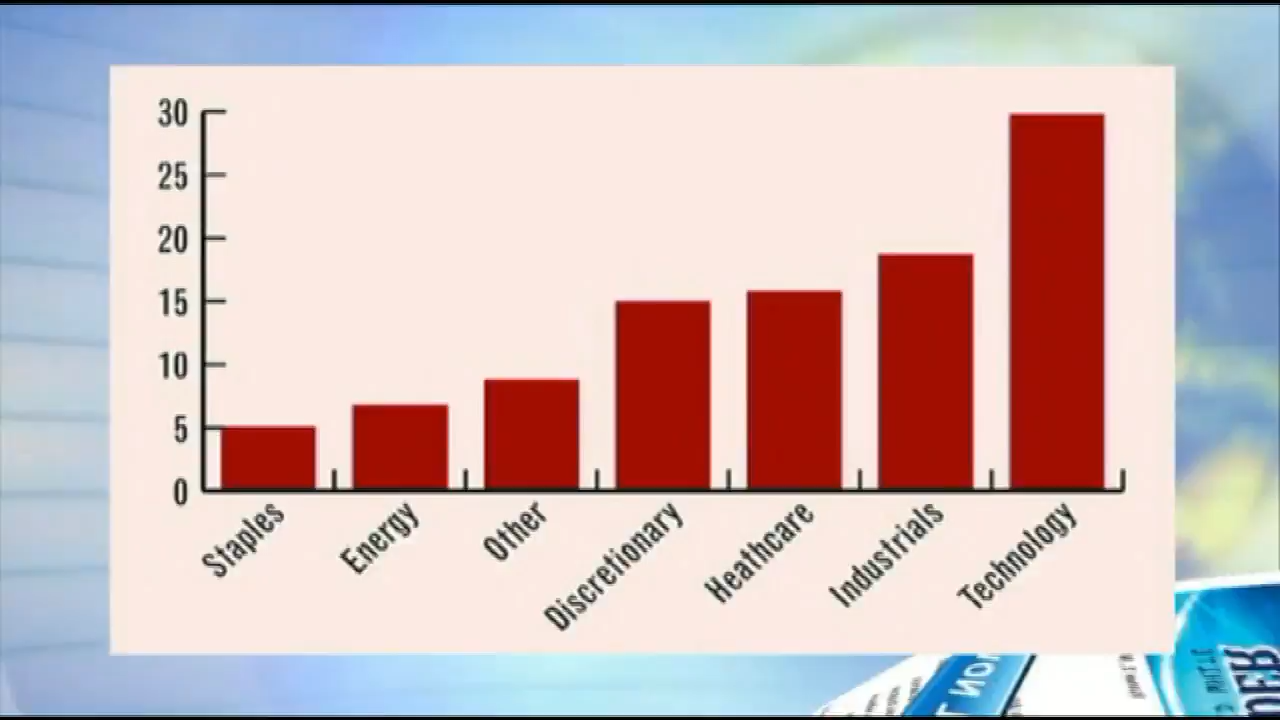 30
25
20
15
10
5
0
Staples
Energy
Other
Discretionary
Heathcare
Industrials
Technology